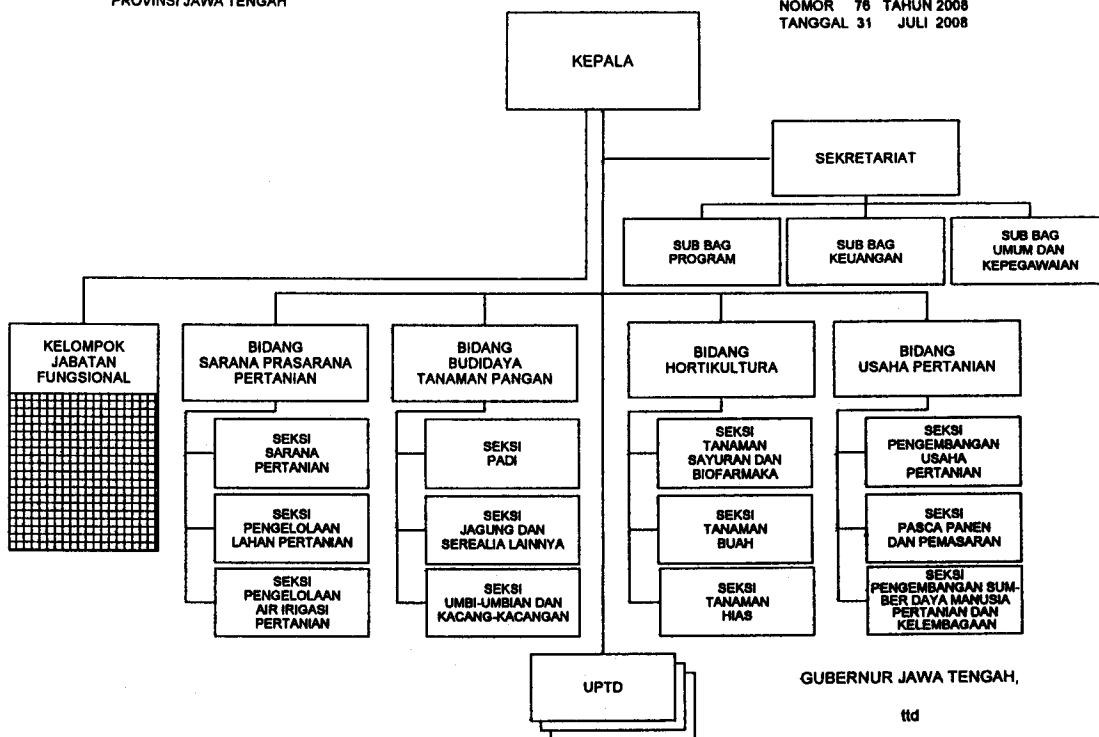 PROVINSI JAWA TENGAH
NOMOR 76 TAHUN 2008
TANGGAL 31 JULI 2008
KEPALA
SEKRETARIAT
SUB BAG
PROGRAM
SUB BAG
KEUANGAN
SUB BAG
UMUM DAN
KEPEGAWAIAN
KELOMPOK
JABATAN
FUNGSIONAL
BIDANG
SARANA PRASARANA
PERTANIAN
BIDANG
BUDIDAYA
TANAMAN PANGAN
BIDANG
HORTIKULTURA
BIDANG
USAHA PERTANIAN
SEKSI
SARANA
PERTANIAN
SEKSI
PENGELOLAAN
LAHAN PERTANIAN
SEKSI
PENGELOLAAN
AIR IRIGASI
PERTANIAN
SEKSI
PADI
SEKSI
JAGUNG DAN
SEREALIA LAINNYA
SEKSI
UMBI-UMBIAN DAN
KACANG-KACANGAN
SEKSI
TANAMAN
SAYURAN DAN
BIOFARMAKA
SEKSI
TANAMAN
BUAH
SEKSI
TANAMAN
HIAS
SEKSI
PENGEMBANGAN
USAHA
PERTANIAN
SEKSI
PASCA PANEN
DAN PEMASARAN
SEKSI
PENGEMBANGAN SUM-
BER DAYA MANUSIA
PERTANIAN DAN
KELEMBAGAAN
UPTD
GUBERNUR JAWA TENGAH,
ttd